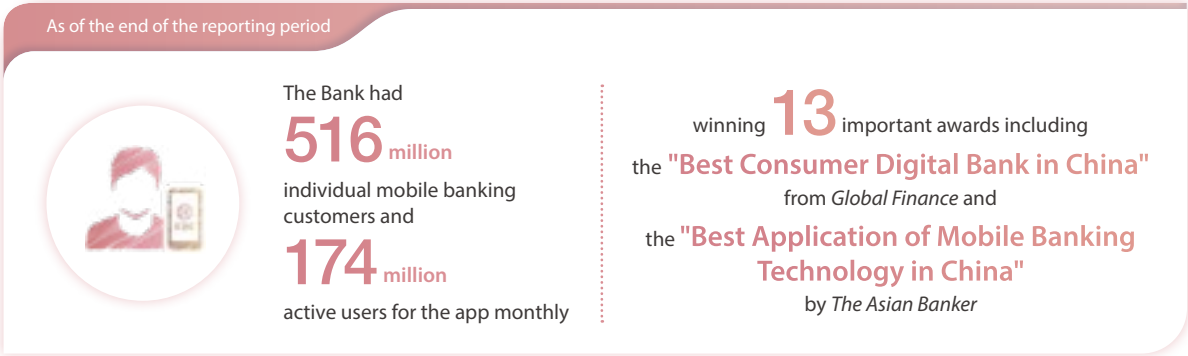 As of the end of the reporting period
The Bank had
516 million
individual mobile banking
customers and
174 million
active users for the app monthly
winning 13 important awards including
the "Best Consumer Digital Bank in China"
from Global Finance and
the "Best Application of Mobile Banking
Technology in China"
by The Asian Banker